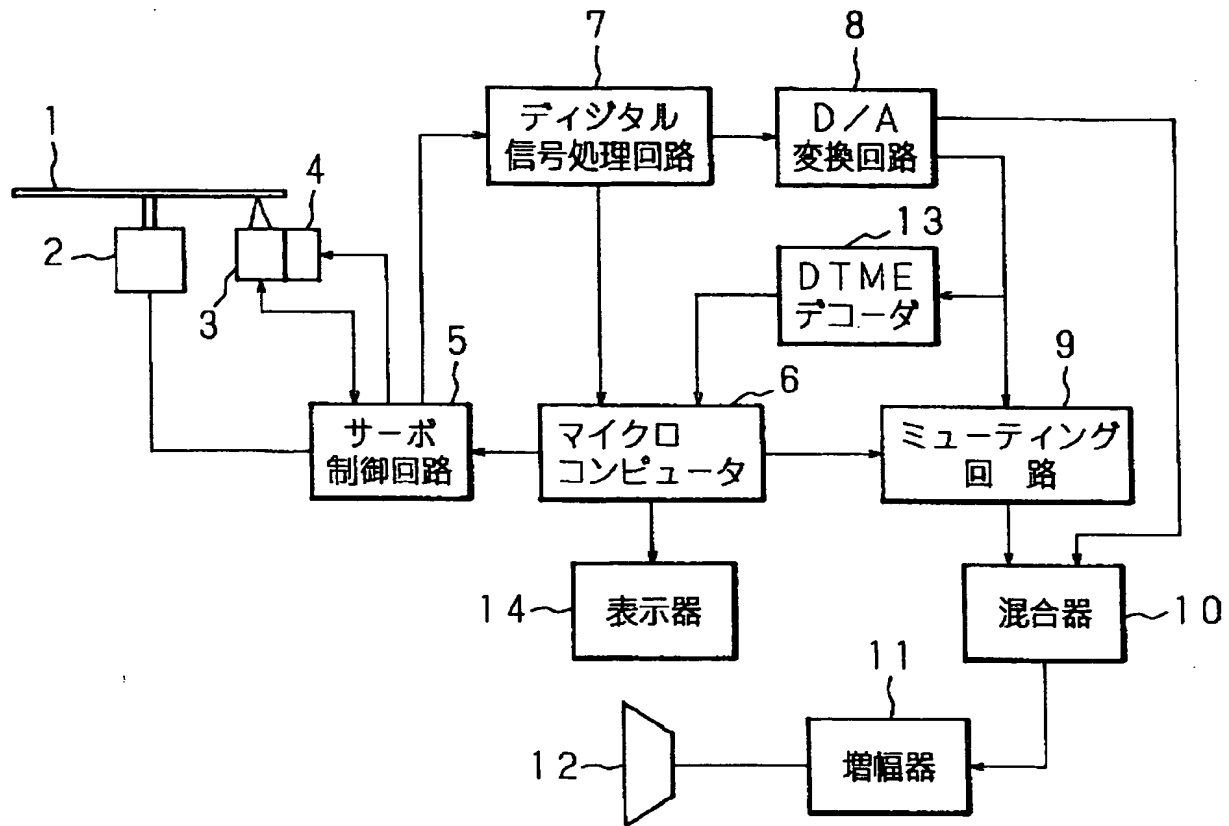 7
8
1
ディジタル
信号処理回路
D/A
変換回路
4
13
2
DTME
デコーダ
3
5
6
9
サーボ
制御回路
マイクロ
コンピュータ
ミューティング
回路
14
表示器
混合器
10
11
12
増幅器